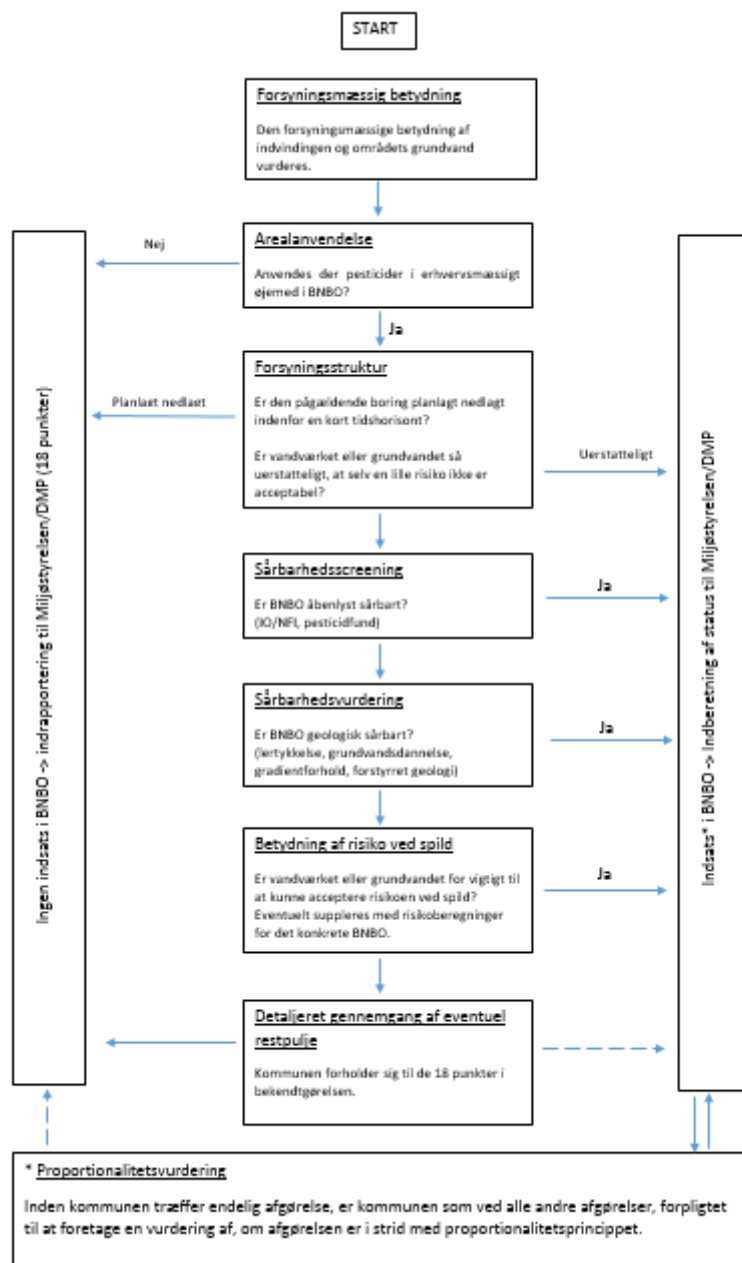 START
Forsyningsmæssig betydning
Den forsyningsmæssige betydning af
indvindingen og områdets grundvand
vurderes.
Nej
Arealanvendelse
Anvendes der pesticider i erhvervsmæssigt
øjemed i BNBO?
Ja
Forsyningsstruktur
Planlagt nedlagt
Er den pågældende boring planlagt nedlagt
indenfor en kort tidshorisont?
Er vandværket eller grundvandet så
uerstatteligt, at selv en lille risiko ikke er
acceptabel?
Uerstatteligt
Sårbarhedsscreening
Er BNBO åbenlyst sårbart?
(IO/NFI, pesticidfund)
Ja
Sårbarhedsvurdering
Er BNBO geologisk sårbart?
(lertykkelse, grundvandsdannelse,
gradientforhold, forstyrret geologi)
Ja
Betydning af risiko ved spild
Er vandværket eller grundvandet for vigtigt til
at kunne acceptere risikoen ved spild?
Eventuelt suppleres med risikoberegninger
for det konkrete BNBO.
Ja
Detaljeret gennemgang af eventuel
restpulje
Kommunen forholder sig til de 18 punkter i
bekendtgørelsen.
Ingen indsats i BNBO -> indrapportering til Miljøstyrelsen/DMP (18 punkter)
Indsats* i BNBO -> Indberetning af status til Miljøstyrelsen/DMP
* Proportionalitetsvurdering
Inden kommunen træffer endelig afgørelse, er kommunen som ved alle andre afgørelser, forpligtet
til at foretage en vurdering af, om afgørelsen er i strid med proportionalitetsprincippet.